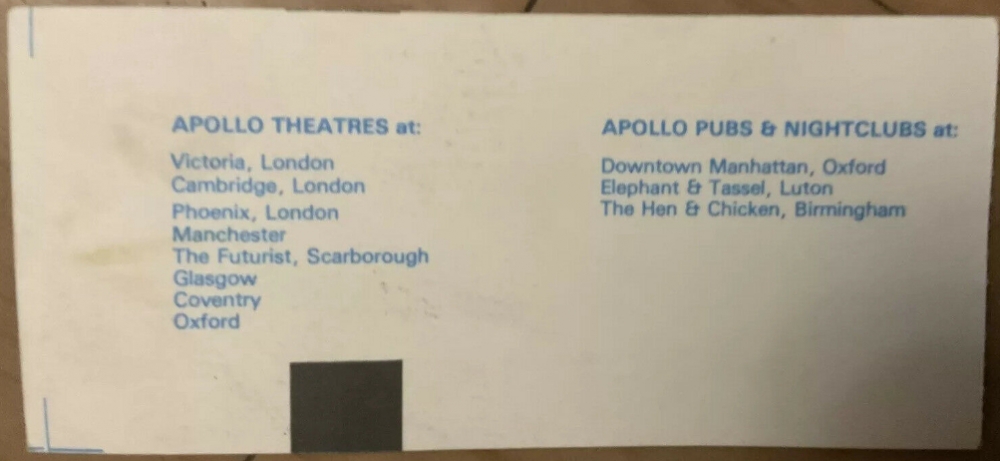 APOLLO THEATRES at:
Victoria, London
Cambridge, London
Phoenix, London
Manchester
The Futurist, Scarborough
Glasgow
Coventry
Oxford
APOLLO PUBS & NIGHTCLUBS at:
Downtown Manhattan, Oxford
Elephant & Tassel, Luton
The Hen & Chicken, Birmingham